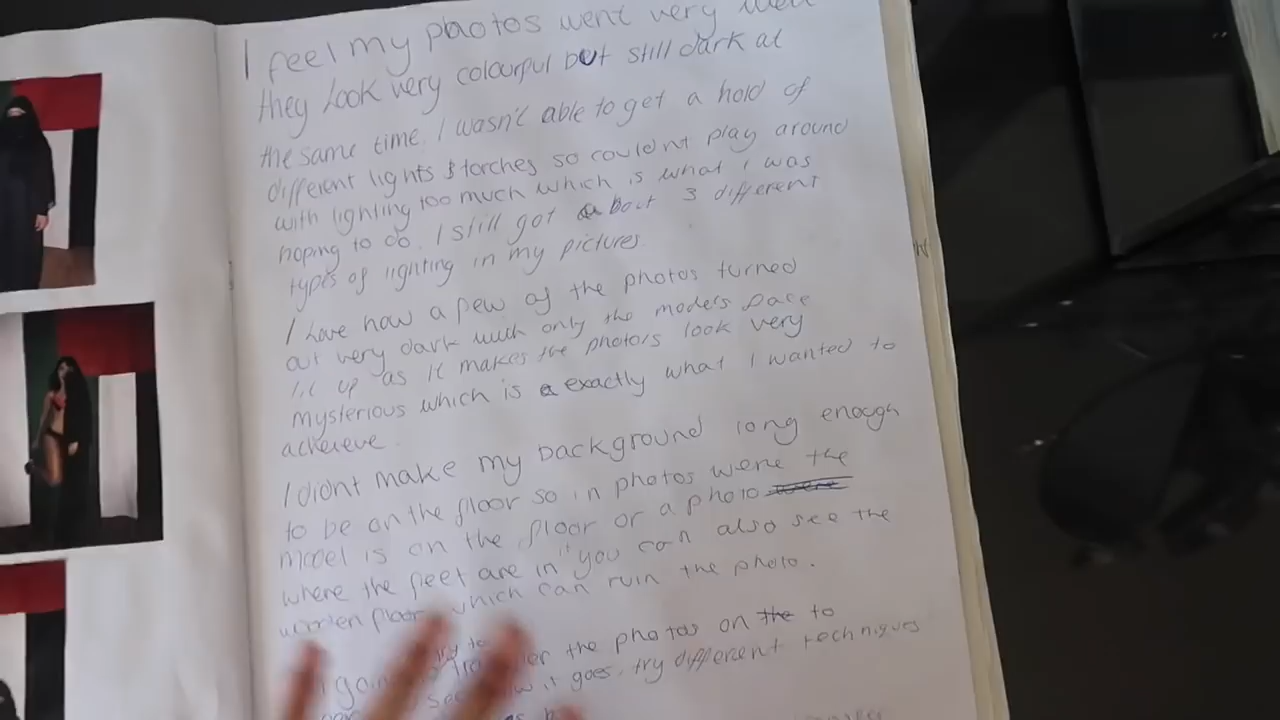 I feel my photos went very well
they look very colourful but still dark at
the same time. I wasn't able to get a hold of
different lights & torches so couldnt play around
with lighting too much which is what I was
hoping to do. I still got about 3 different
types of lighting in my pictures.
I have how a few of the photos turned
out very dark with only the models face
lit up as it makes the photos look very
mysterious which is exactly what I wanted to
acheieve.
I didnt make my background long enough
to be on the floor so in photos were the
model is on the floor or a photo
where the feet are in you can also see the
floor which can ruin the photo.
the photos on the to
it goes. try different techniques